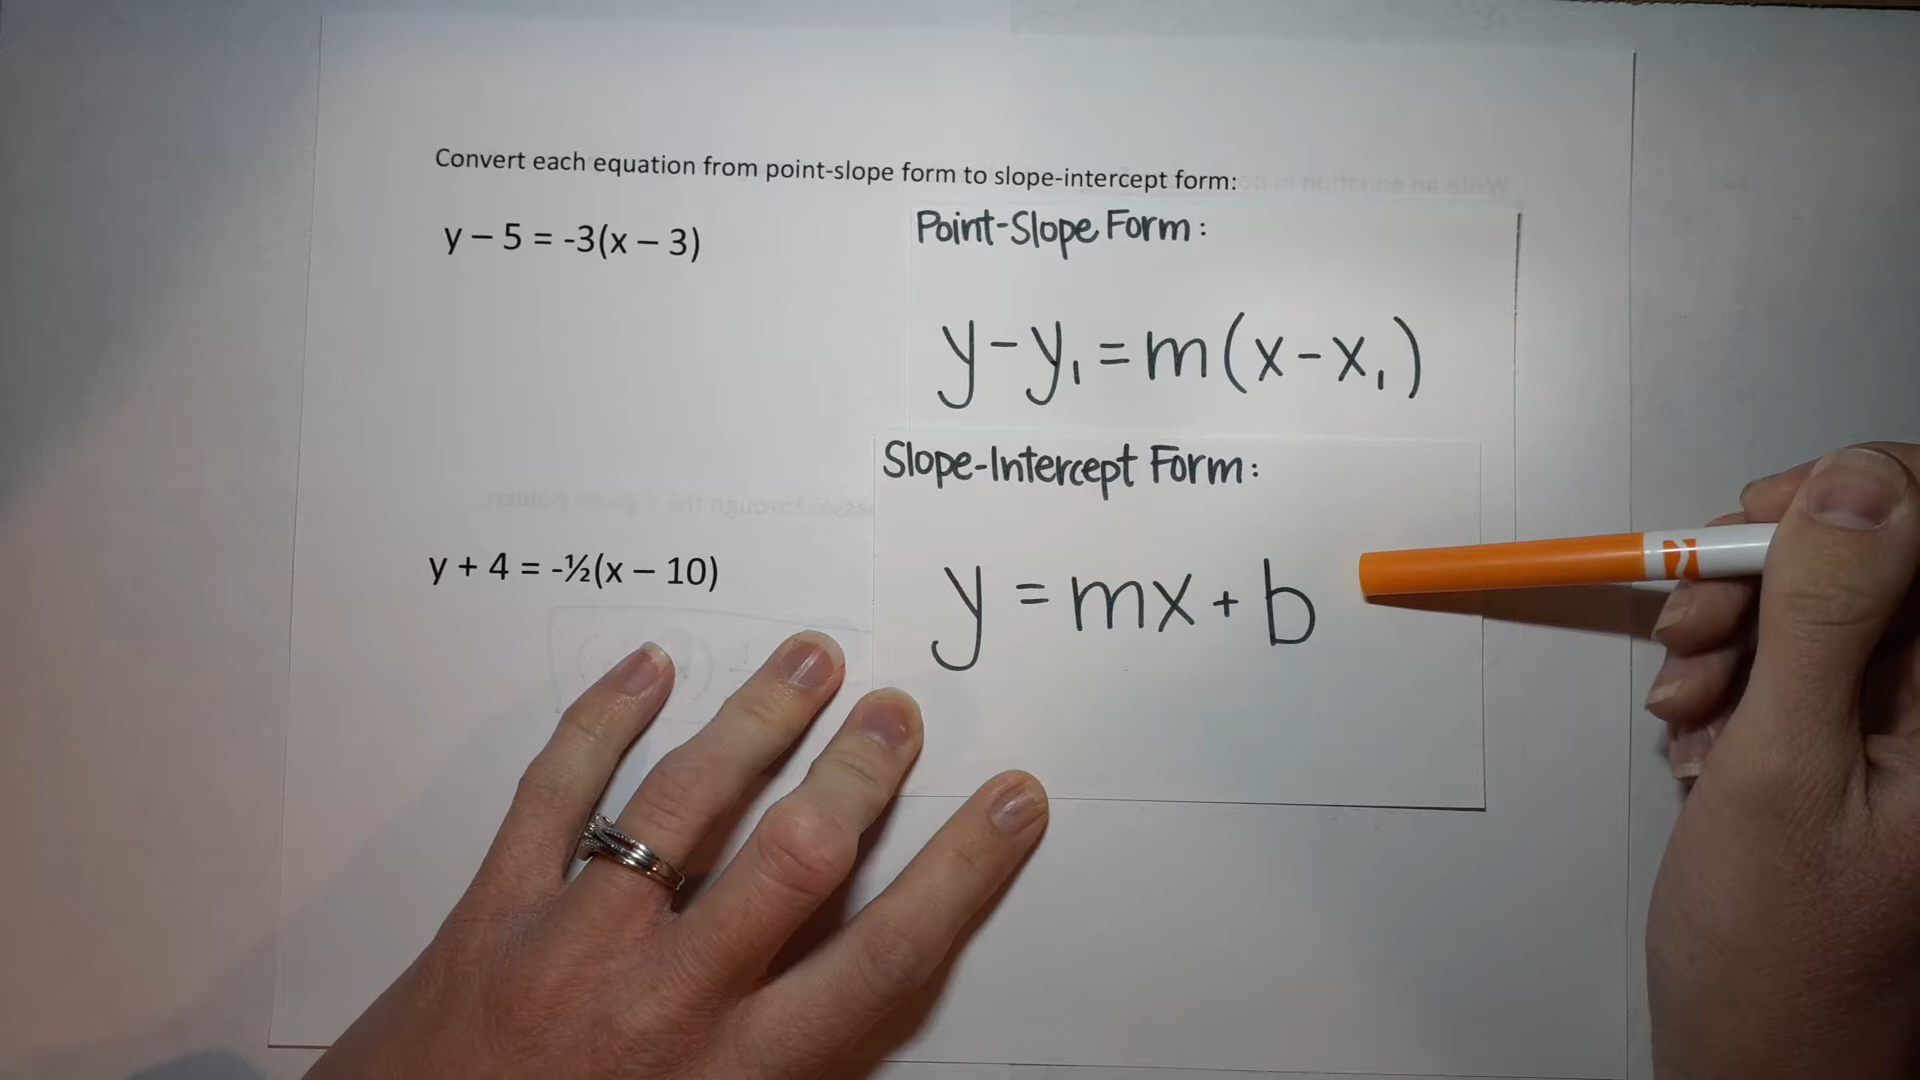 Convert each equation from point-slope form to slope-intercept form:
y – 5 = -3(x – 3)
Point-Slope Form:
y-y₁=m(x-x₁)
Slope-Intercept Form:
y + 4 = -½(x – 10)
y = mx + b